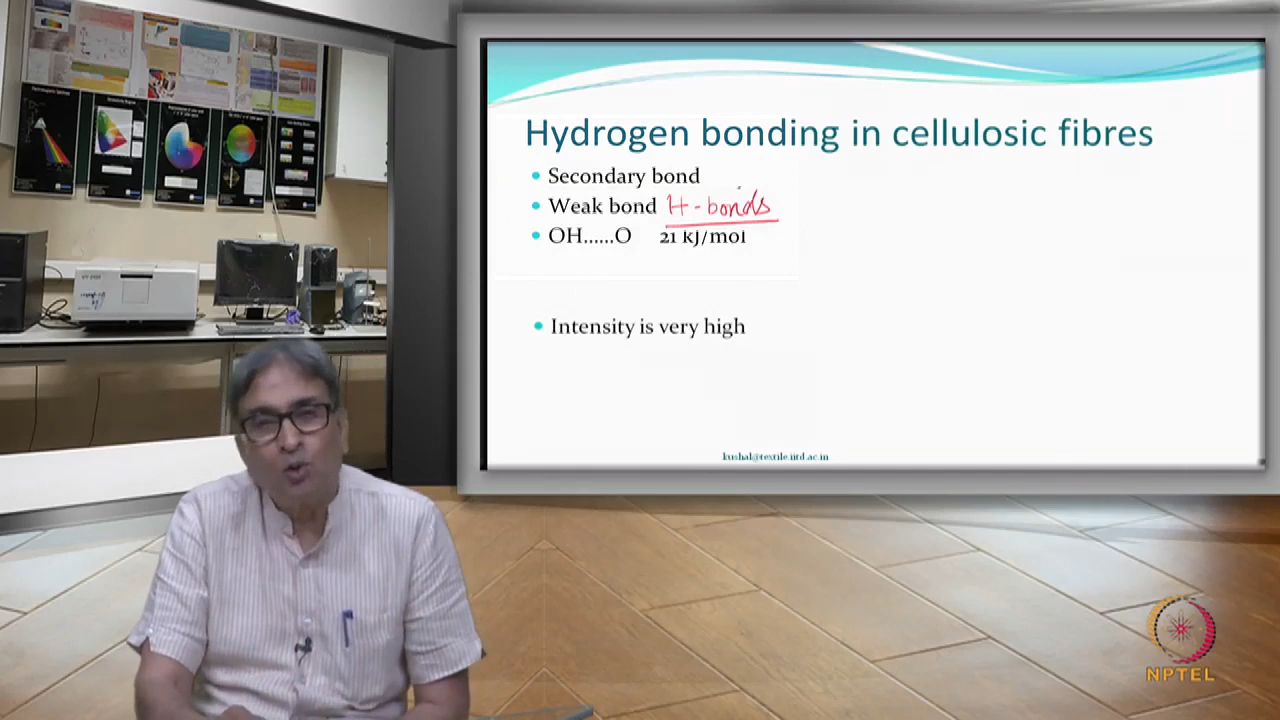 Hydrogen bonding in cellulosic fibres
Secondary bond
Weak bond H-bonds
OH......O 21 kJ/mol
Intensity is very high
kushal@textile.iitd.ac.in
NPTEL